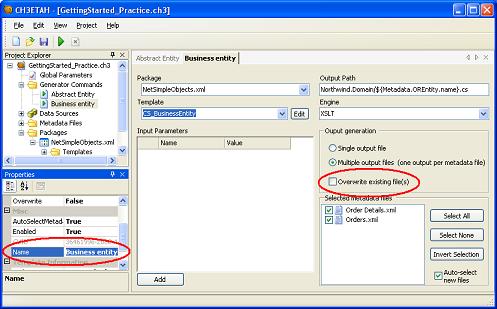 CH3ETAH - [GettingStarted_Practice.ch3]
File Edit View Project Help
Project Explorer
GettingStarted_Practice.ch3
Global Parameters
Generator Commands
Abstract Entity
Business entity
Data Sources
Metadata Files
Packages
NetSimpleObjects.xml
Templates
Properties
Overwrite False
Misc
AutoSelectMetad True
Enabled True
Name Business entity
Name
Abstract Entity Business entity
Package
NetSimpleObjects.xml
Output Path
Northwind.Domain/${Metadata.OREntity.name}.cs
Template
CS_BusinessEntity
Edit
Engine
XSLT
Input Parameters
Name Value
Add
Ouput generation
Single output file
Multiple output files (one output per metadata file)
Overwrite existing file(s)
Selected metadata files
Order Details.xml
Orders.xml
Select All
Select None
Invert Selection
Auto-select
new files